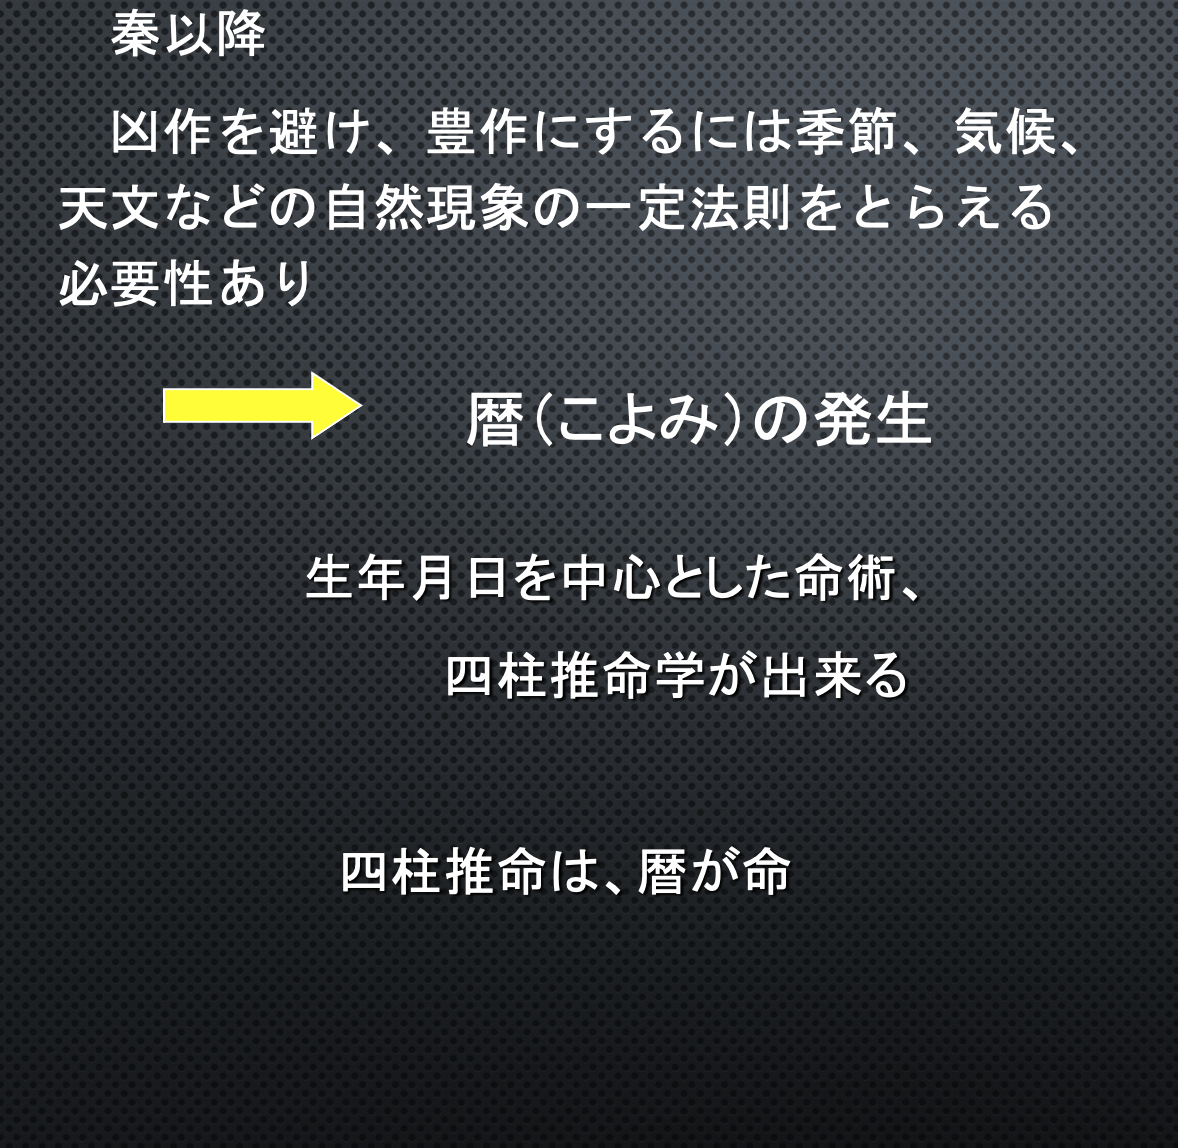 秦以降
凶作を避け、豊作にするには季節、気候、
天文などの自然現象の一定法則をとらえる
必要性あり
暦(こよみ)の発生
生年月日を中心とした命術、
四柱推命学が出来る
四柱推命は、暦が命